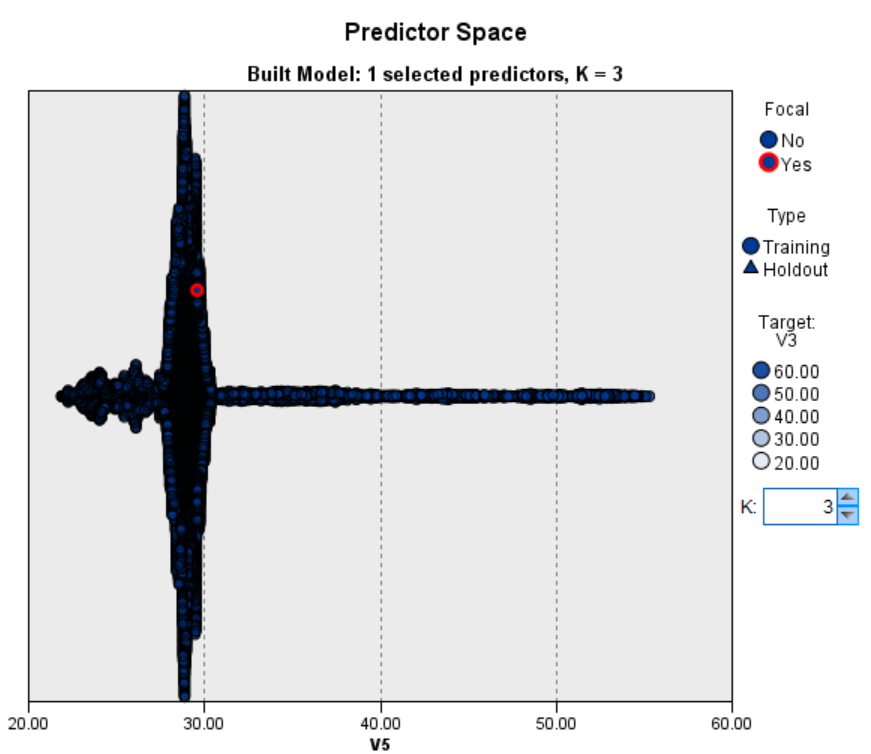 Predictor Space
Built Model: 1 selected predictors, K = 3
Focal
No
Yes
Type
Training
Holdout
Target:
V3
60.00
50.00
40.00
30.00
20.00
K: 3
20.00 30.00 40.00 50.00 60.00
V5